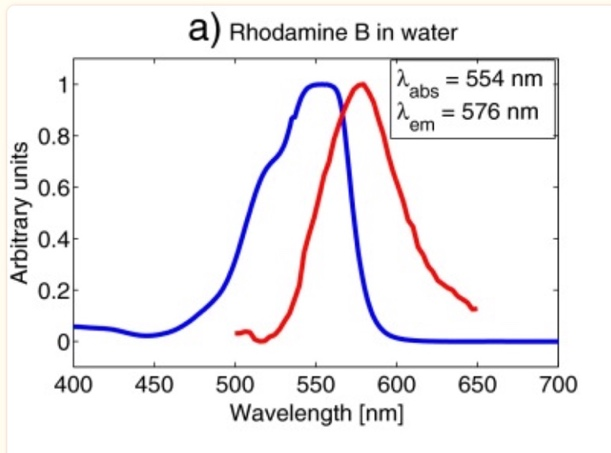 a) Rhodamine B in water
λabs = 554 nm
λem = 576 nm
Arbitrary units
1
0.8
0.6
0.4
0.2
0
400 450 500 550 600 650 700
Wavelength [nm]